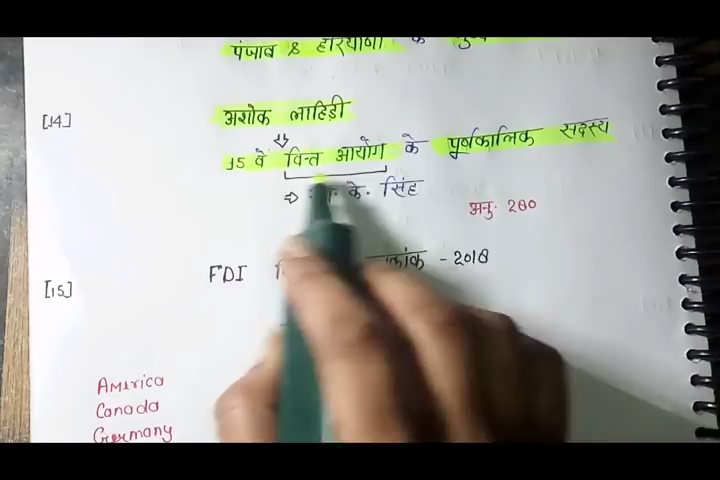 पंजाब & हरियाणा के
[14]
अशोक लाहिड़ी
15 वें वित्त आयोग के पूर्णकालिक सदस्य
⇒ के. सिंह
अनु. 280
[15]
FDI - 2018
America
Canada
Germany